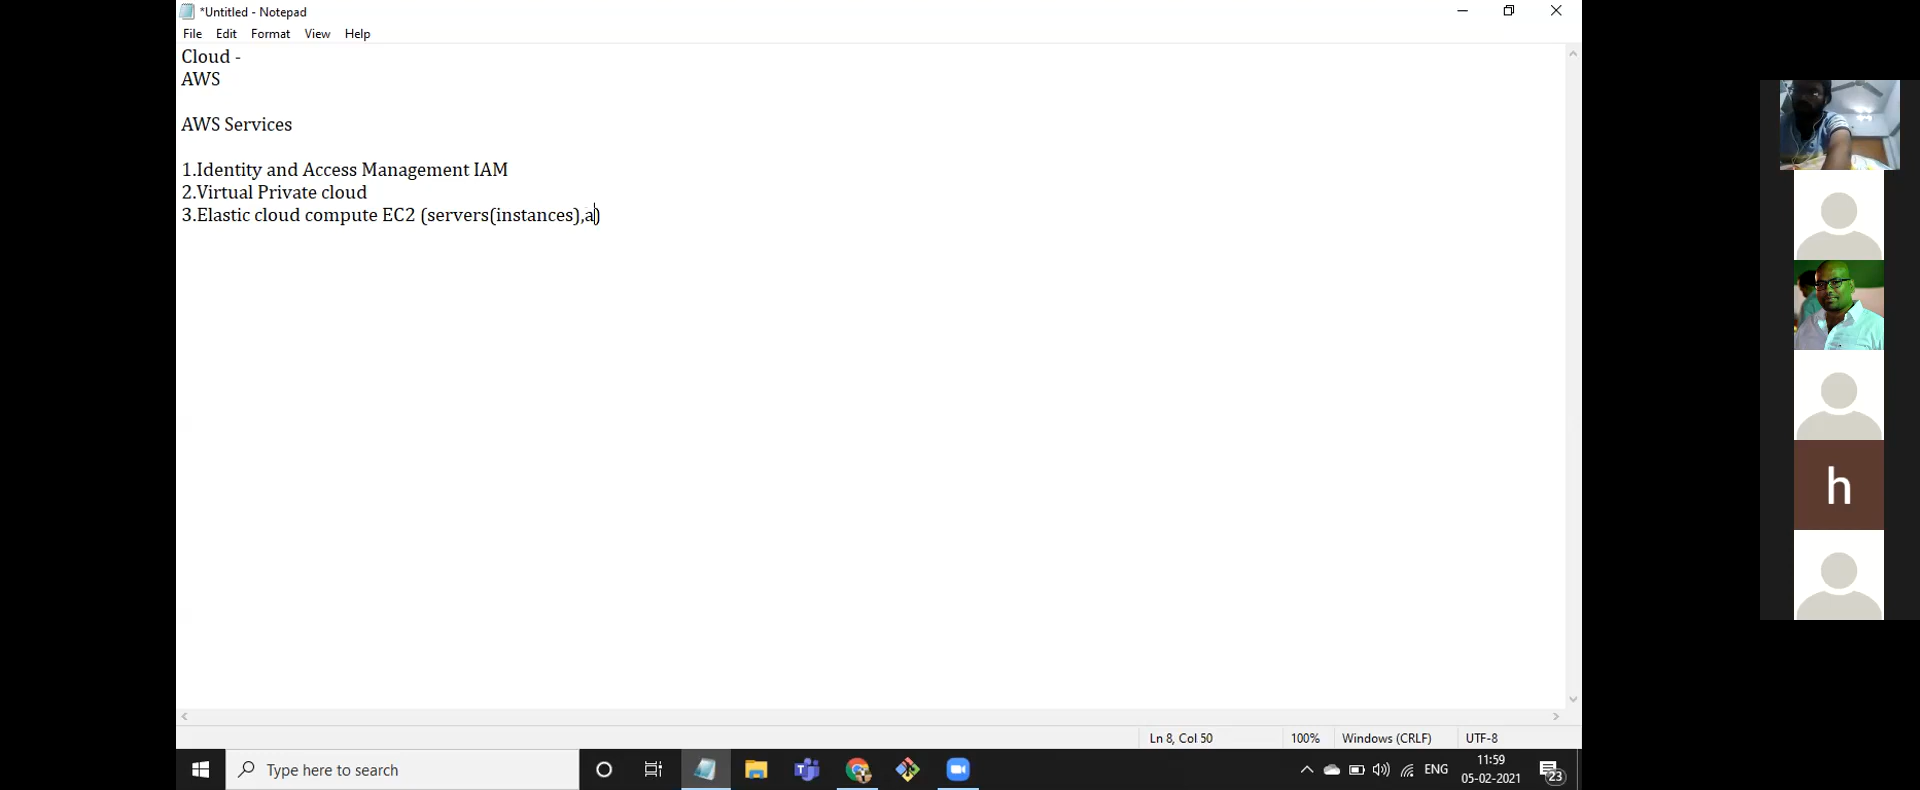 *Untitled - Notepad
File Edit Format View Help
Cloud -
AWS
AWS Services
1.Identity and Access Management IAM
2.Virtual Private cloud
3.Elastic cloud compute EC2 (servers(instances),a)
h
Ln 8, Col 50 100% Windows (CRLF) UTF-8
Type here to search
ENG
11:59
05-02-2021
23